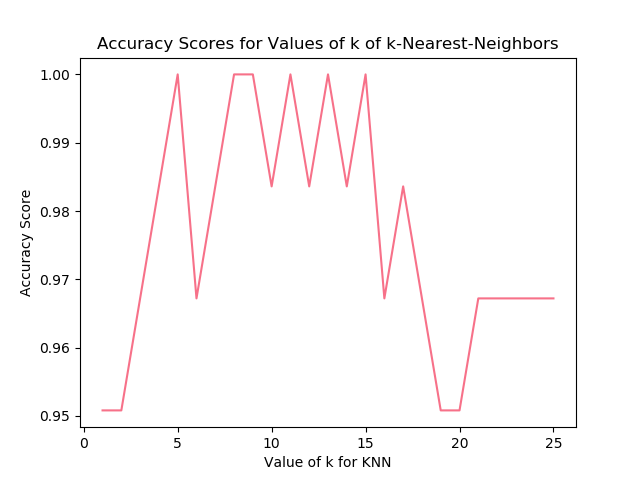 Accuracy Scores for Values of k of k-Nearest-Neighbors
1.00
0.99
0.98
0.97
0.96
0.95
Accuracy Score
0 5 10 15 20 25
Value of k for KNN